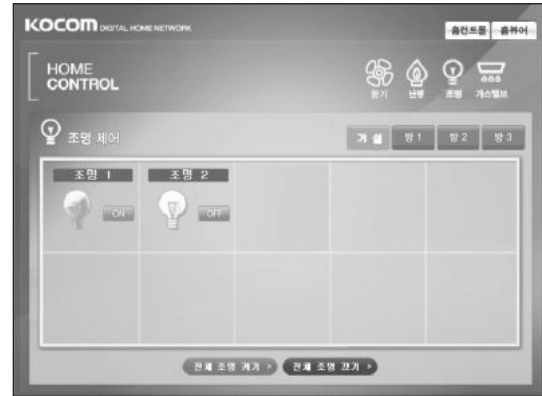 KOCOM DIGITAL HOME NETWORK
홈컨트롤 홈뷰어
HOME
CONTROL
환기 난방 조명 가스밸브
조명 제어
거실 방1 방2 방3
조명 1 조명 2
ON OFF
전체 조명 켜기 > 전체 조명 끄기 >